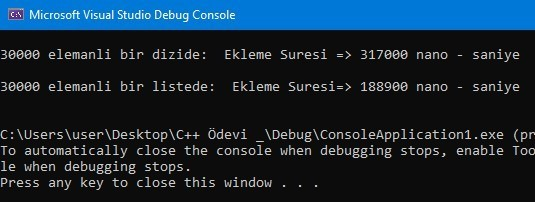 Microsoft Visual Studio Debug Console
30000 elemanli bir dizide:  Ekleme Suresi => 317000 nano - saniye
30000 elemanli bir listede:  Ekleme Suresi=> 188900 nano - saniye
C:\Users\user\Desktop\C++ Ödevi _\Debug\ConsoleApplication1.exe (pr
To automatically close the console when debugging stops, enable Too
le when debugging stops.
Press any key to close this window . . .